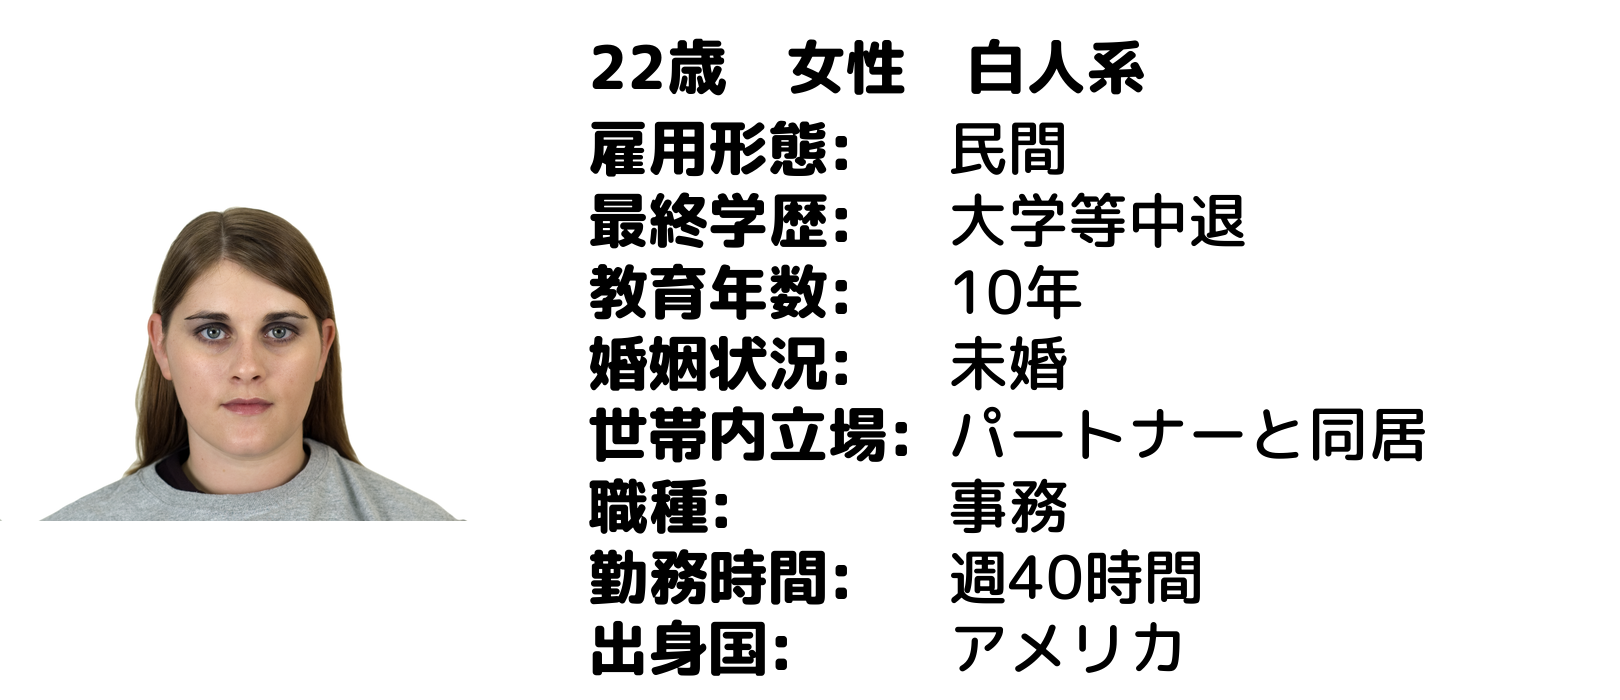 22歳　女性　白人系
雇用形態:　民間
最終学歴:　大学等中退
教育年数:　10年
婚姻状況:　未婚
世帯内立場:　パートナーと同居
職種:　事務
勤務時間:　週40時間
出身国:　アメリカ